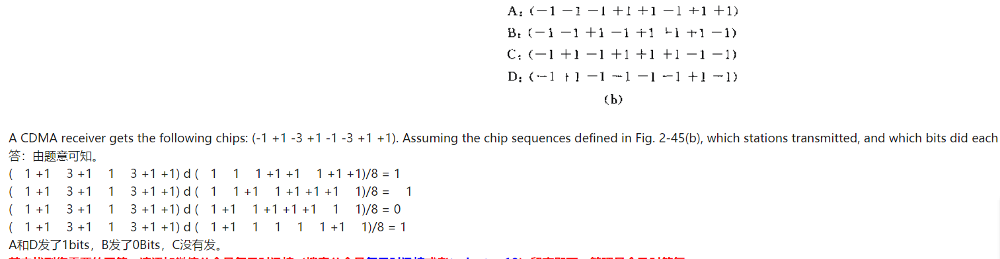 A: (−1 −1 −1 +1 +1 −1 +1 +1)
B: (−1 −1 +1 −1 +1 +1 +1 −1)
C: (−1 +1 −1 +1 +1 +1 −1 −1)
D: (−1 +1 −1 −1 −1 −1 +1 −1)
(b)
A CDMA receiver gets the following chips: (-1 +1 -3 +1 -1 -3 +1 +1). Assuming the chip sequences defined in Fig. 2-45(b), which stations transmitted, and which bits did each
答：由题意可知。
( 1 +1 3 +1 1 3 +1 +1) d ( 1 1 1 +1 +1 1 +1 +1)/8 = 1
( 1 +1 3 +1 1 3 +1 +1) d ( 1 1 +1 1 +1 +1 +1 1)/8 = 1
( 1 +1 3 +1 1 3 +1 +1) d ( 1 +1 1 +1 +1 +1 1 1)/8 = 0
( 1 +1 3 +1 1 3 +1 +1) d ( 1 +1 1 1 1 1 +1 1)/8 = 1
A和D发了1bits，B发了0Bits，C没有发。